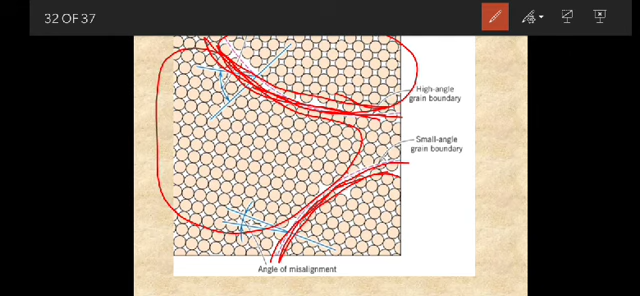 32 OF 37
High-angle
grain boundary
Small-angle
grain boundary
Angle of misalignment